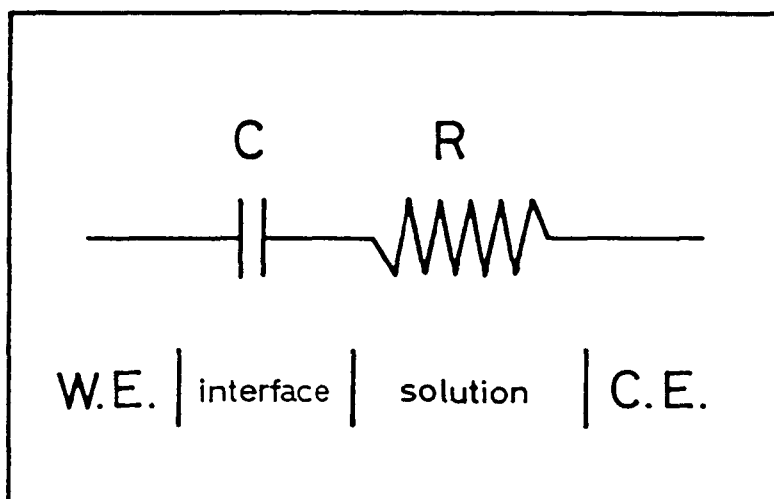 C R
W.E. | interface | solution | C.E.